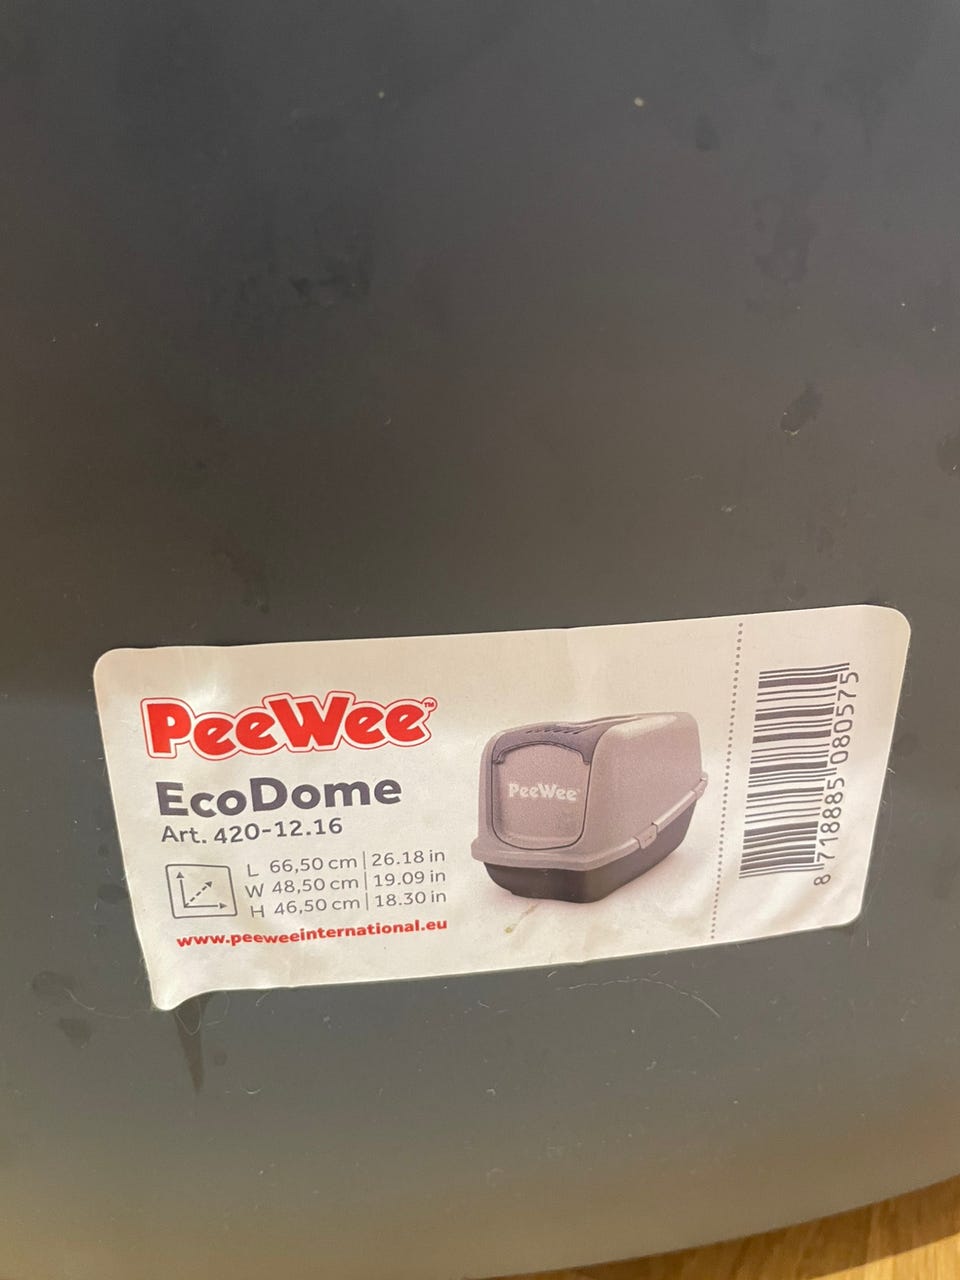 PeeWee™
EcoDome
Art. 420-12.16
L 66,50 cm | 26.18 in
W 48,50 cm | 19.09 in
H 46,50 cm | 18.30 in
www.peeweeinternational.eu
PeeWee
8 718885 080575